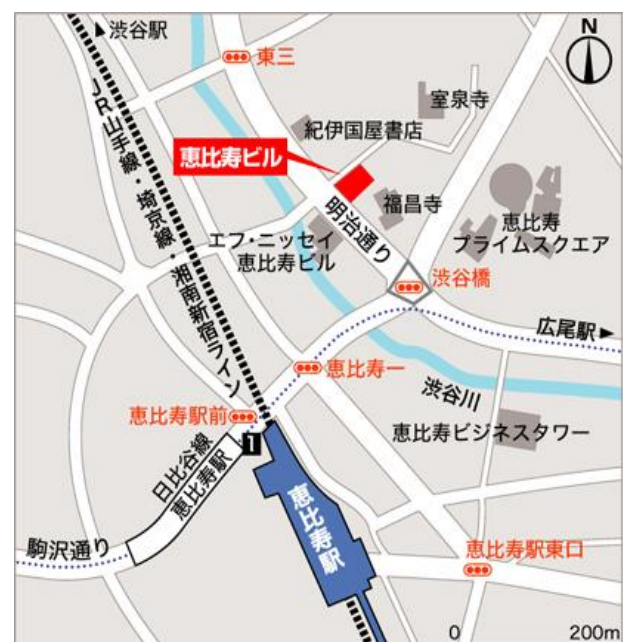 渋谷駅
N
東三
室泉寺
紀伊国屋書店
恵比寿ビル
JR山手線・埼京線・湘南新宿ライン
明治通り
福昌寺
エフ・ニッセイ
恵比寿ビル
恵比寿
プライムスクエア
渋谷橋
広尾駅
恵比寿一
渋谷川
恵比寿駅前
1
恵比寿ビジネスタワー
日比谷線
恵比寿駅
恵比寿駅
駒沢通り
恵比寿駅東口
0 200m